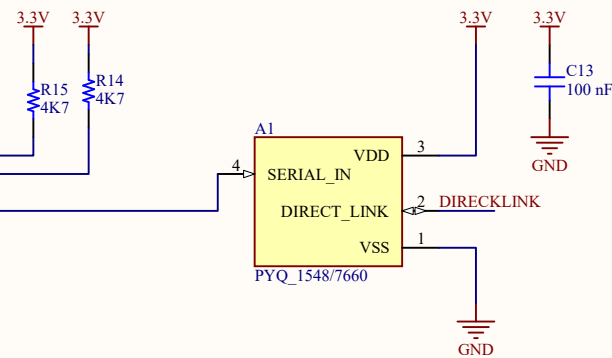 3.3V
3.3V
3.3V
3.3V
R15
4K7
R14
4K7
C13
100 nF
GND
A1
VDD
3
4
SERIAL_IN
DIRECT_LINK
2
DIRECKLINK
VSS
1
PYQ_1548/7660
GND